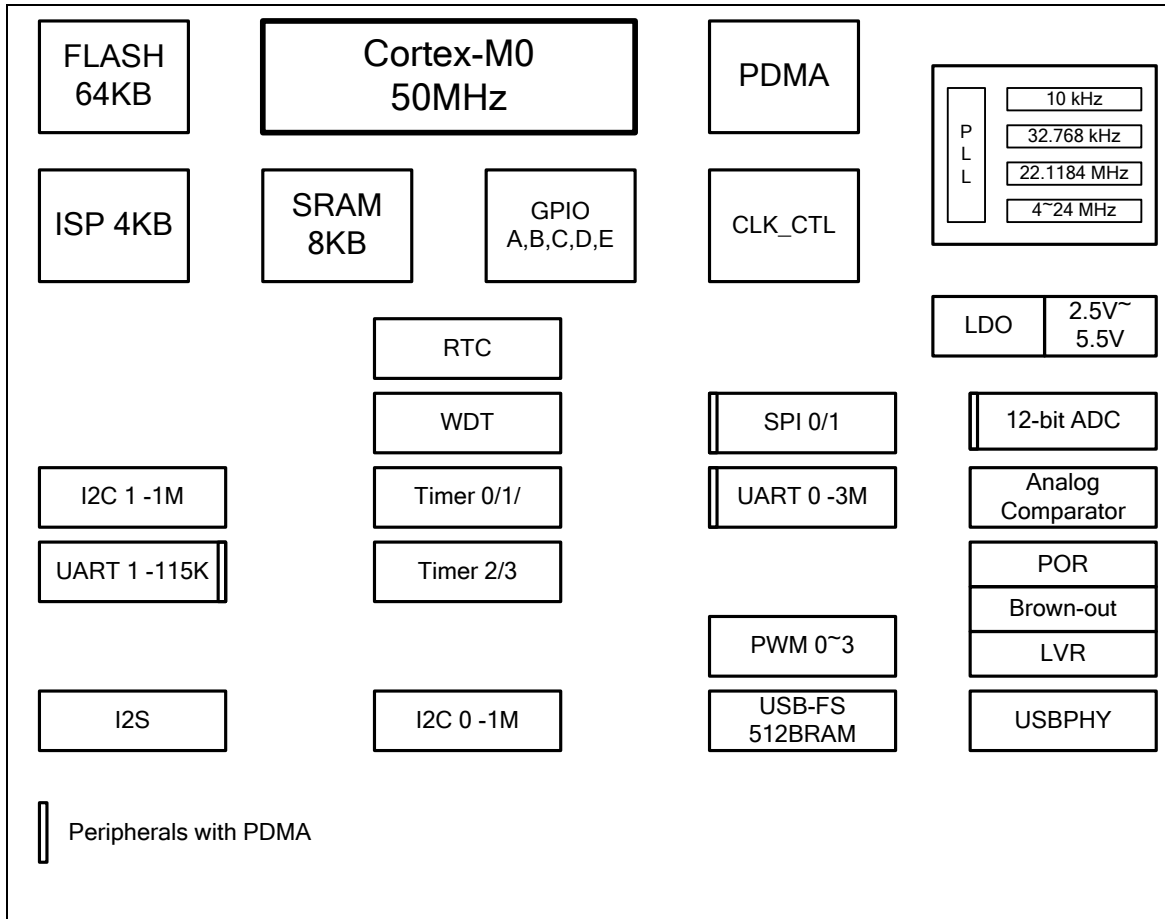 FLASH
64KB
Cortex-M0
50MHz
PDMA
P
L
L
10 kHz
32.768 kHz
22.1184 MHz
4~24 MHz
ISP 4KB
SRAM
8KB
GPIO
A,B,C,D,E
CLK_CTL
LDO
2.5V~
5.5V
RTC
WDT
SPI 0/1
12-bit ADC
I2C 1 -1M
Timer 0/1/
UART 0 -3M
Analog
Comparator
UART 1 -115K
Timer 2/3
POR
Brown-out
PWM 0~3
LVR
I2S
I2C 0 -1M
USB-FS
512BRAM
USBPHY
Peripherals with PDMA